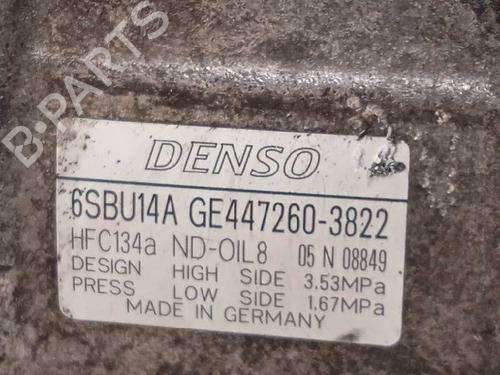 B-PARTS
DENSO
6SBU14A GE447260-3822
HFC134a ND-OIL8 05 N 08849
DESIGN HIGH SIDE 3.53MPa
PRESS LOW SIDE 1.67MPa
MADE IN GERMANY